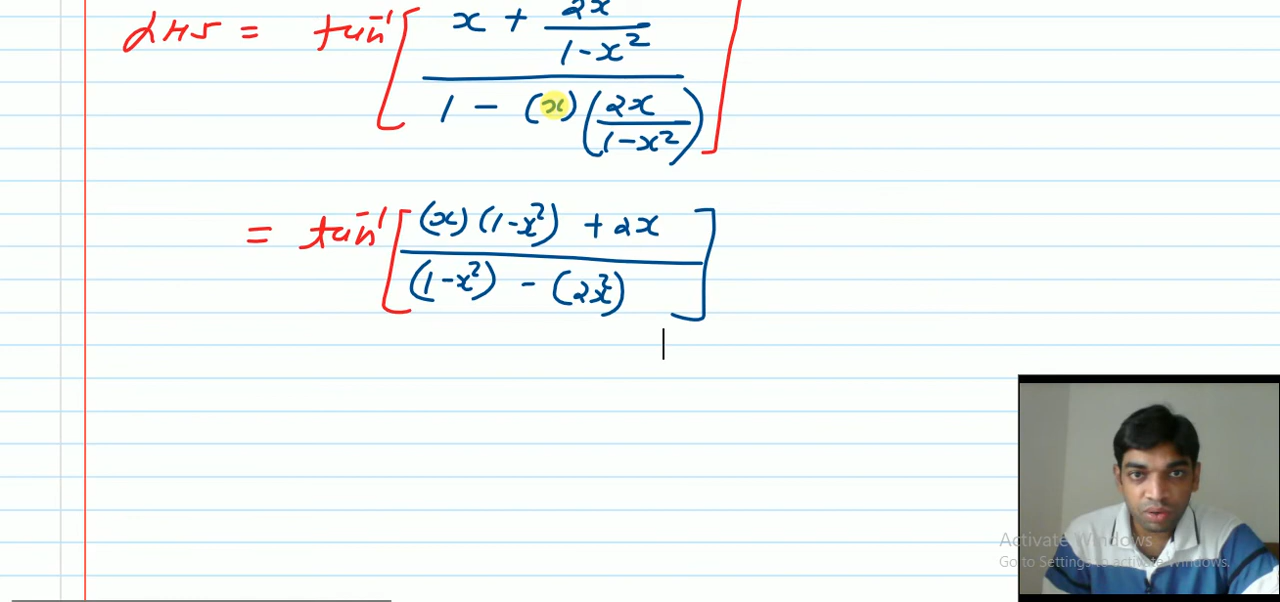 LHS = tan⁻¹[ (x + 2x/(1-x²)) / (1 - (x)(2x/(1-x²))) ]
= tan⁻¹[ ((x)(1-x²) + 2x) / ((1-x²) - (2x²)) ]
Activate Windows
Go to Settings to activate Windows.